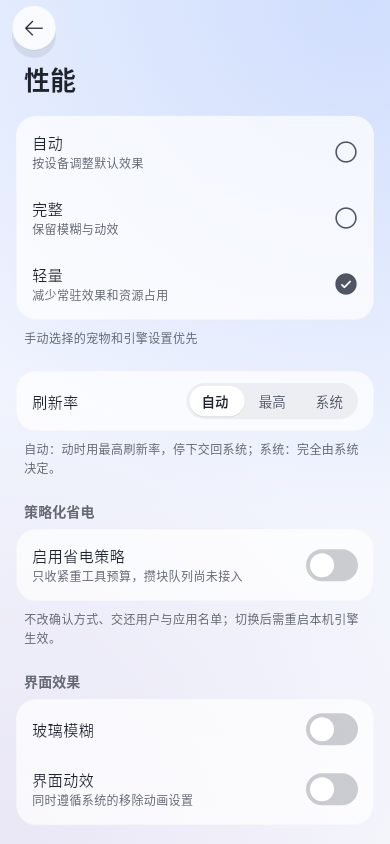 性能
自动
按设备调整默认效果
完整
保留模糊与动效
轻量
减少常驻效果和资源占用
手动选择的宠物和引擎设置优先
刷新率
自动
最高
系统
自动：动时用最高刷新率，停下交回系统；系统：完全由系统
决定。
策略化省电
启用省电策略
只收紧重工具预算，攒块队列尚未接入
不改确认方式、交还用户与应用名单；切换后需重启本机引擎
生效。
界面效果
玻璃模糊
界面动效
同时遵循系统的移除动画设置